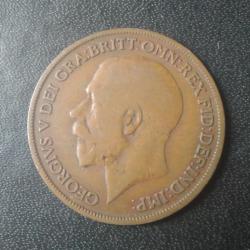 GEORGIVS V DEI GRA: BRITT: OMN: REX FID: DEF: IND: IMP: